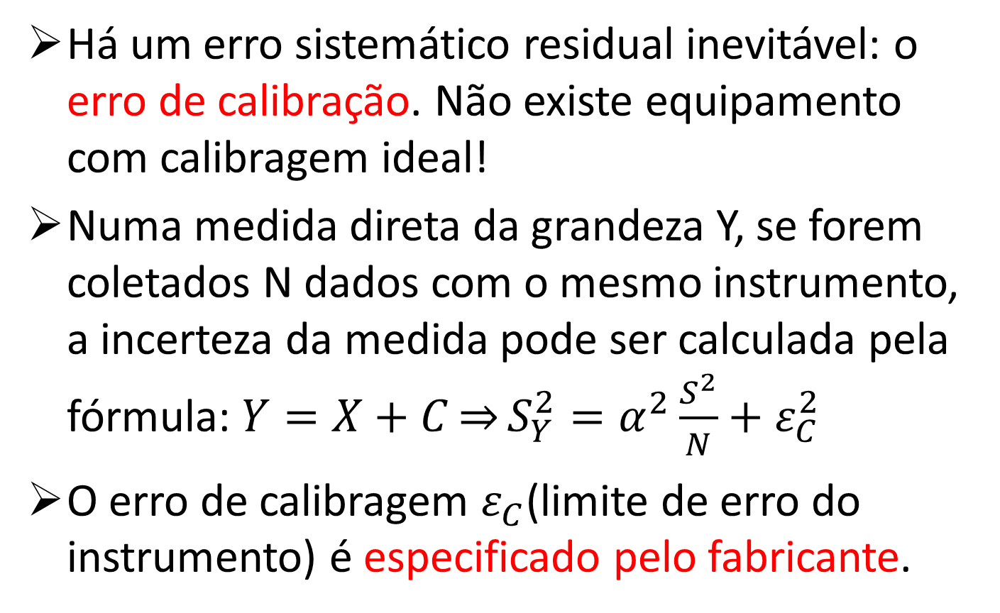 ➢Há um erro sistemático residual inevitável: o
erro de calibração. Não existe equipamento
com calibragem ideal!
➢Numa medida direta da grandeza Y, se forem
coletados N dados com o mesmo instrumento,
a incerteza da medida pode ser calculada pela
fórmula: $Y = X + C \Rightarrow S_Y^2 = \alpha^2 \frac{S^2}{N} + \varepsilon_C^2$
➢O erro de calibragem $\varepsilon_C$(limite de erro do
instrumento) é especificado pelo fabricante.